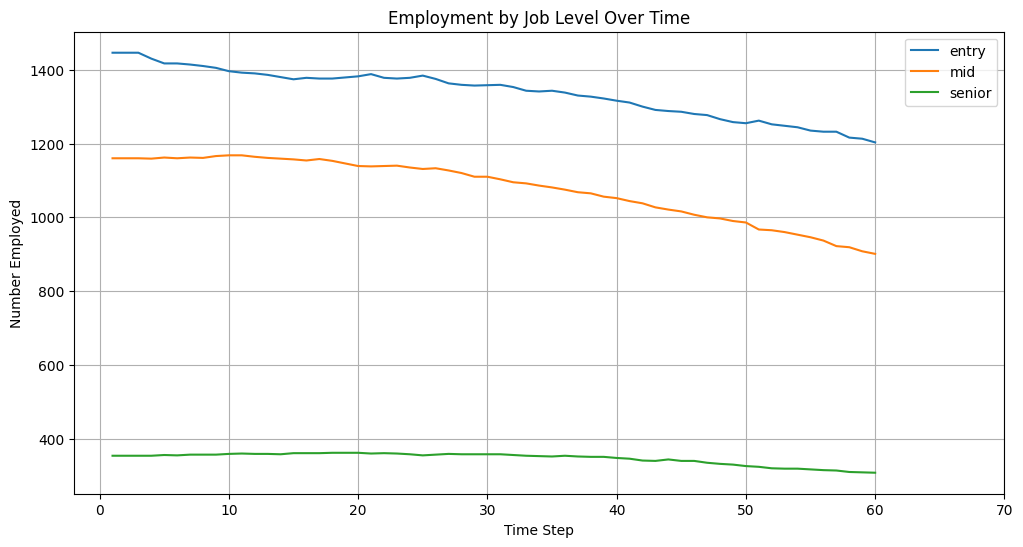 Employment by Job Level Over Time
entry
mid
senior
1400
1200
1000
800
600
400
Number Employed
0 10 20 30 40 50 60 70
Time Step